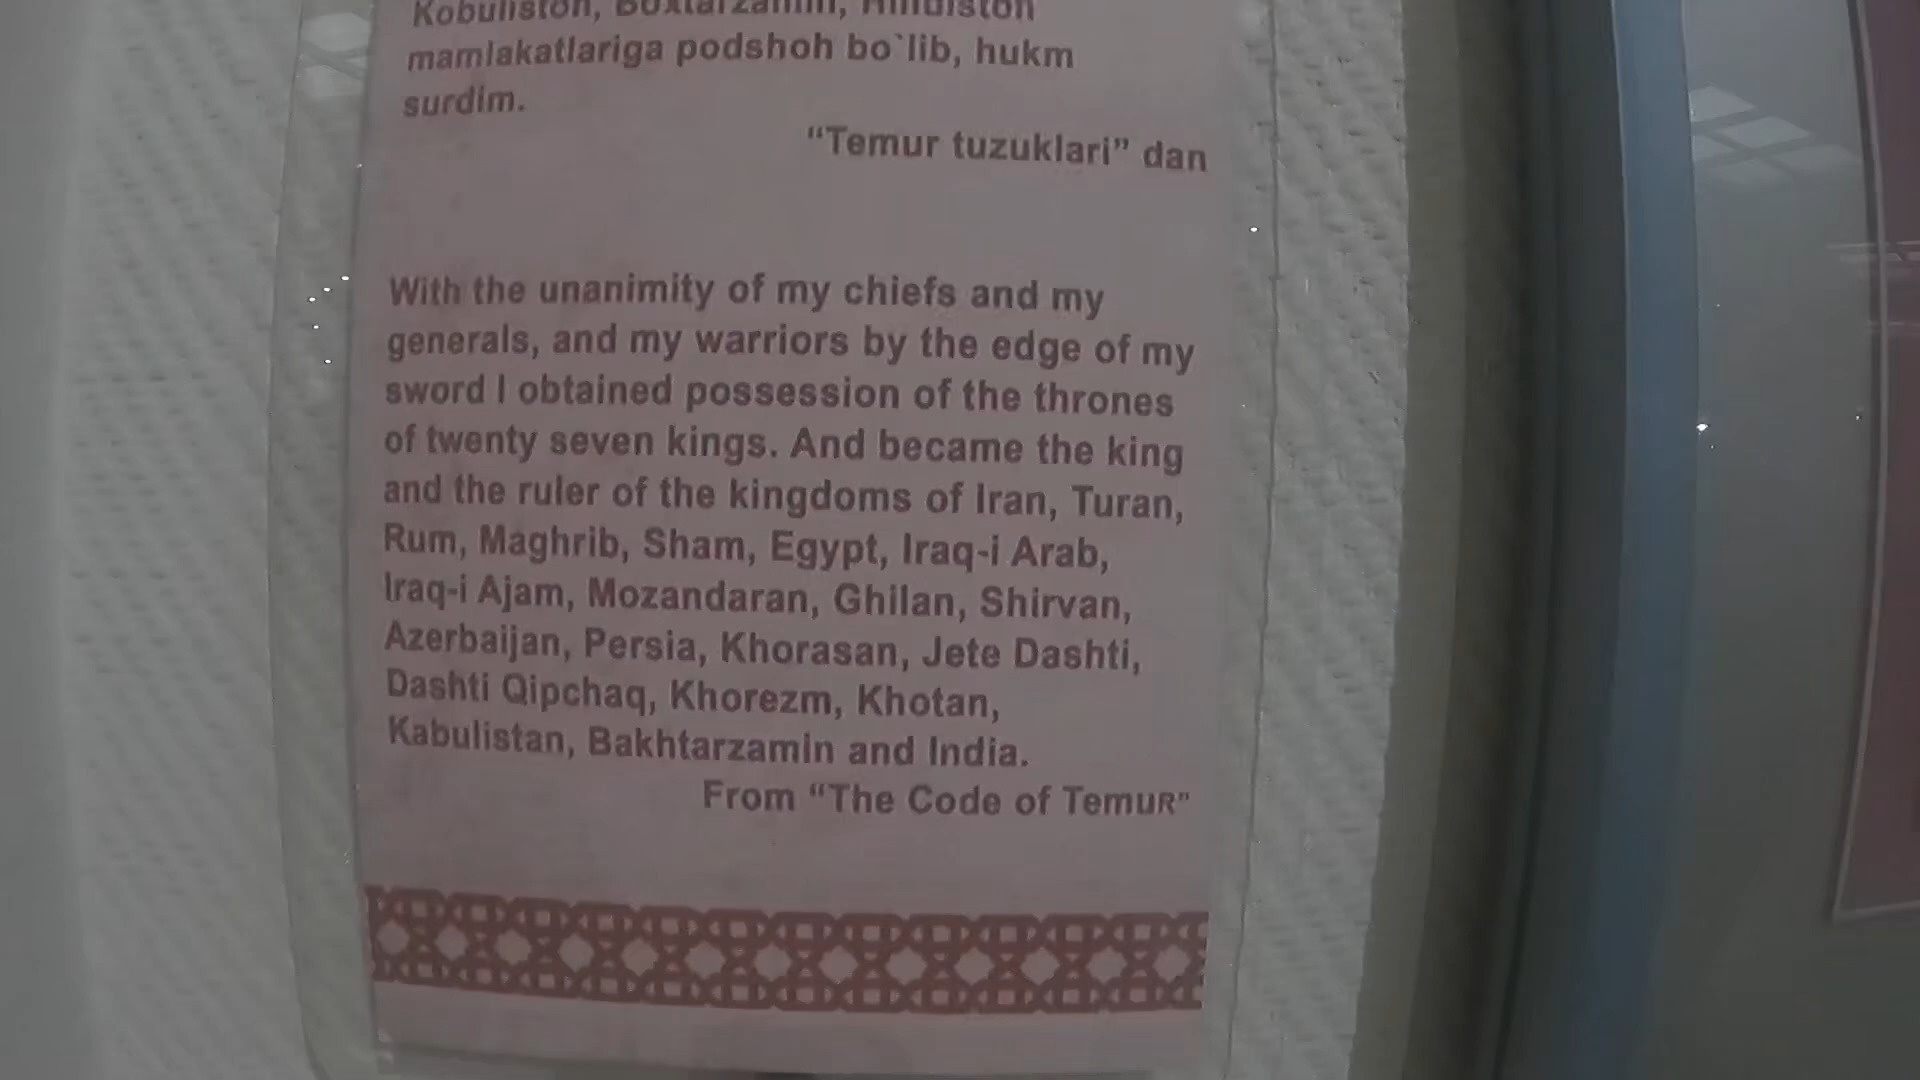 Kobuliston, Boxtarzamin, Hindiston
mamlakatlariga podshoh bo`lib, hukm
surdim.
“Temur tuzuklari” dan
With the unanimity of my chiefs and my
generals, and my warriors by the edge of my
sword I obtained possession of the thrones
of twenty seven kings. And became the king
and the ruler of the kingdoms of Iran, Turan,
Rum, Maghrib, Sham, Egypt, Iraq-i Arab,
Iraq-i Ajam, Mozandaran, Ghilan, Shirvan,
Azerbaijan, Persia, Khorasan, Jete Dashti,
Dashti Qipchaq, Khorezm, Khotan,
Kabulistan, Bakhtarzamin and India.
From “The Code of TemuR”